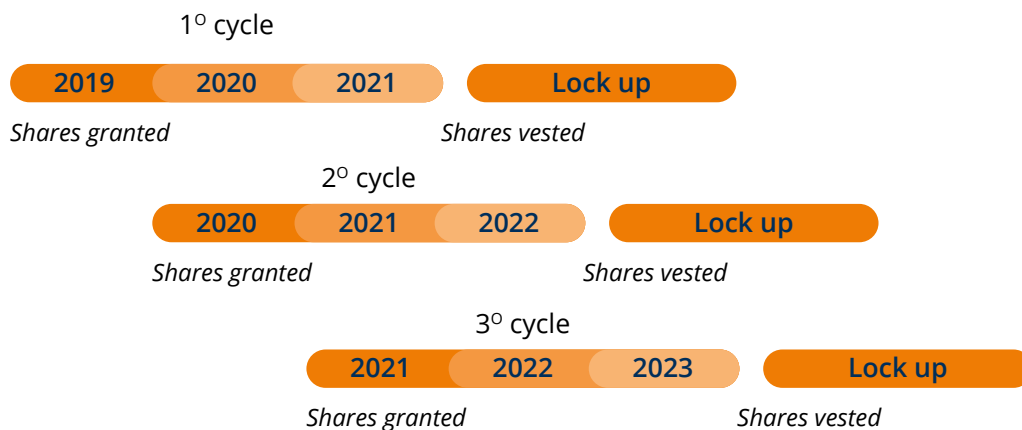 1º cycle
2019 2020 2021 Lock up
Shares granted Shares vested
2º cycle
2020 2021 2022 Lock up
Shares granted Shares vested
3º cycle
2021 2022 2023 Lock up
Shares granted Shares vested